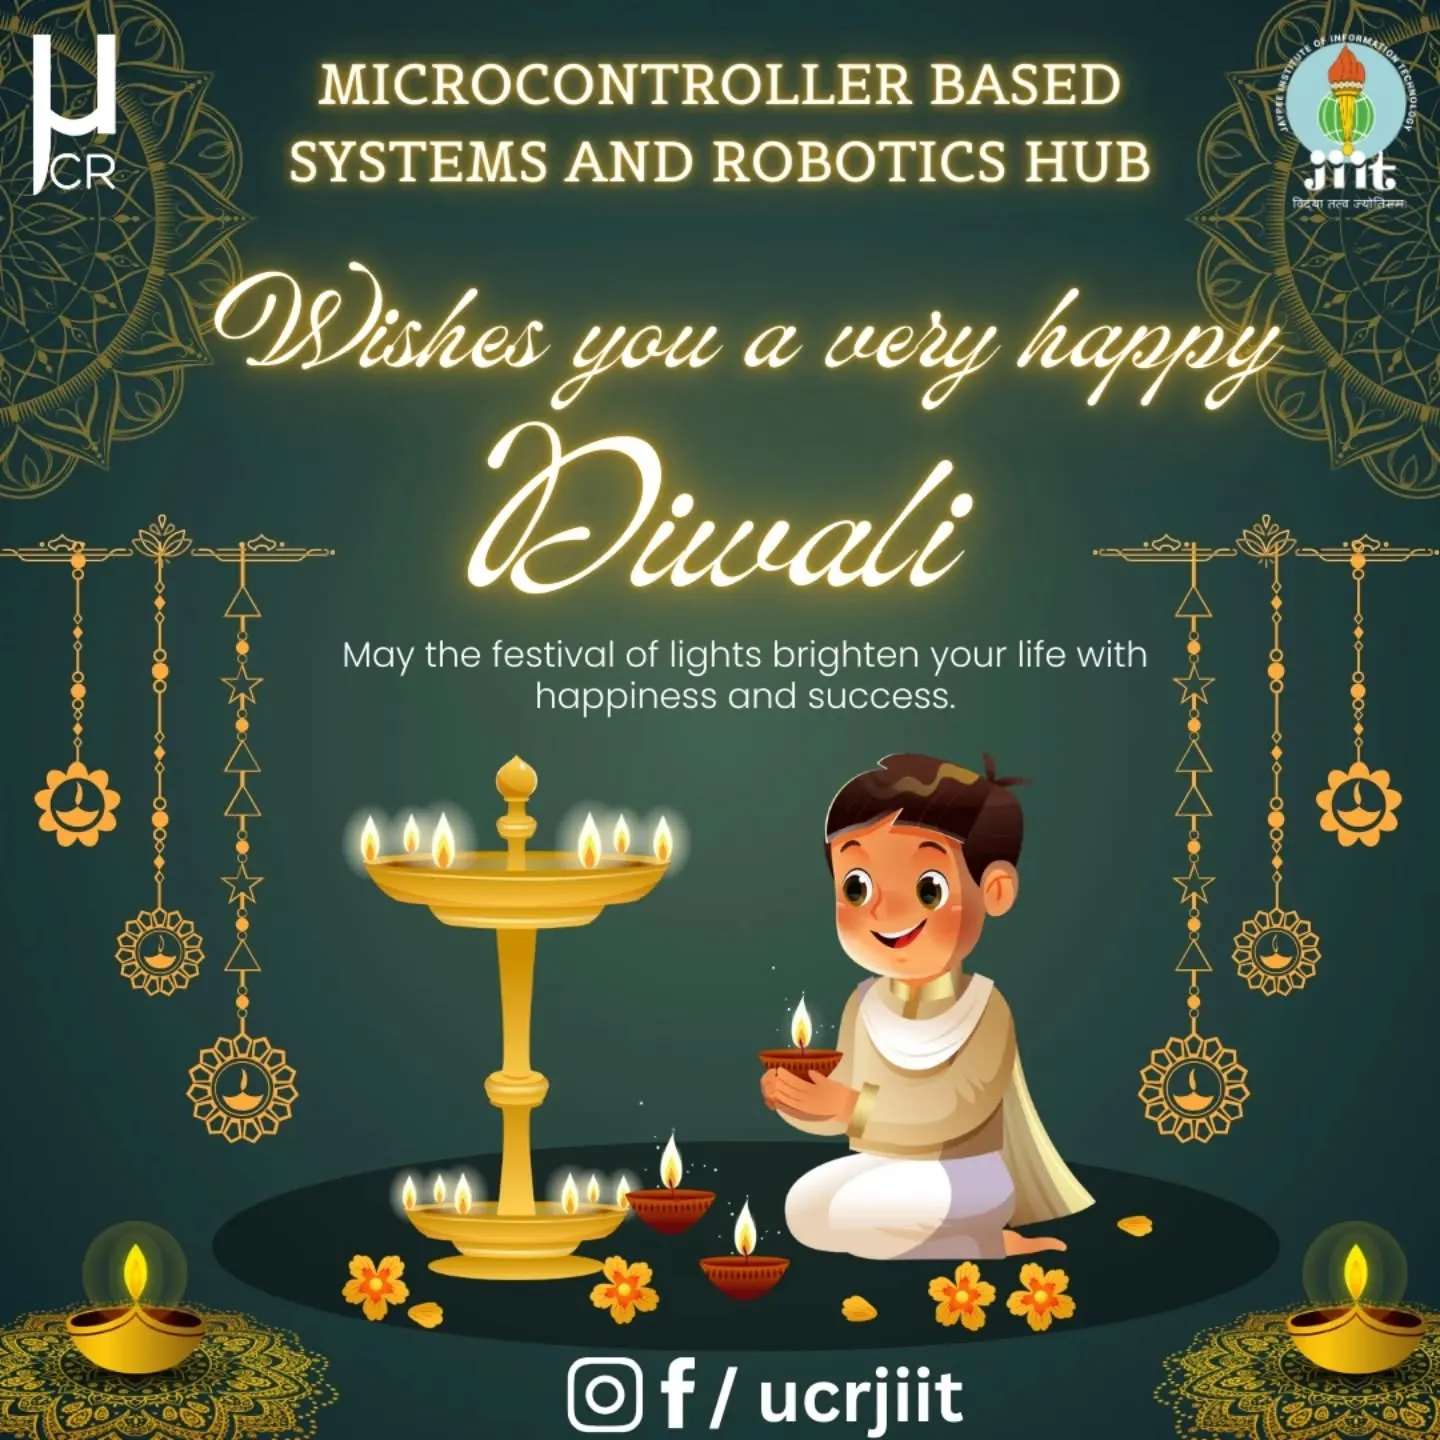 μ
CR
MICROCONTROLLER BASED
SYSTEMS AND ROBOTICS HUB
JAYPEE INSTITUTE OF INFORMATION TECHNOLOGY
jiit
विद्या तत्व ज्योतिसमः
Wishes you a very happy
Diwali
May the festival of lights brighten your life with
happiness and success.
f / ucrjiit